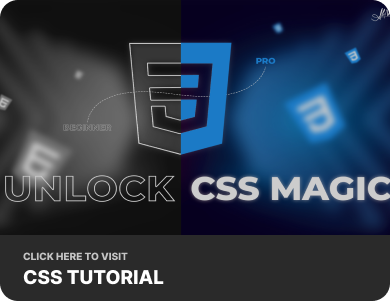 PRO
BEGINNER
UNLOCK CSS MAGIC
CLICK HERE TO VISIT
CSS TUTORIAL